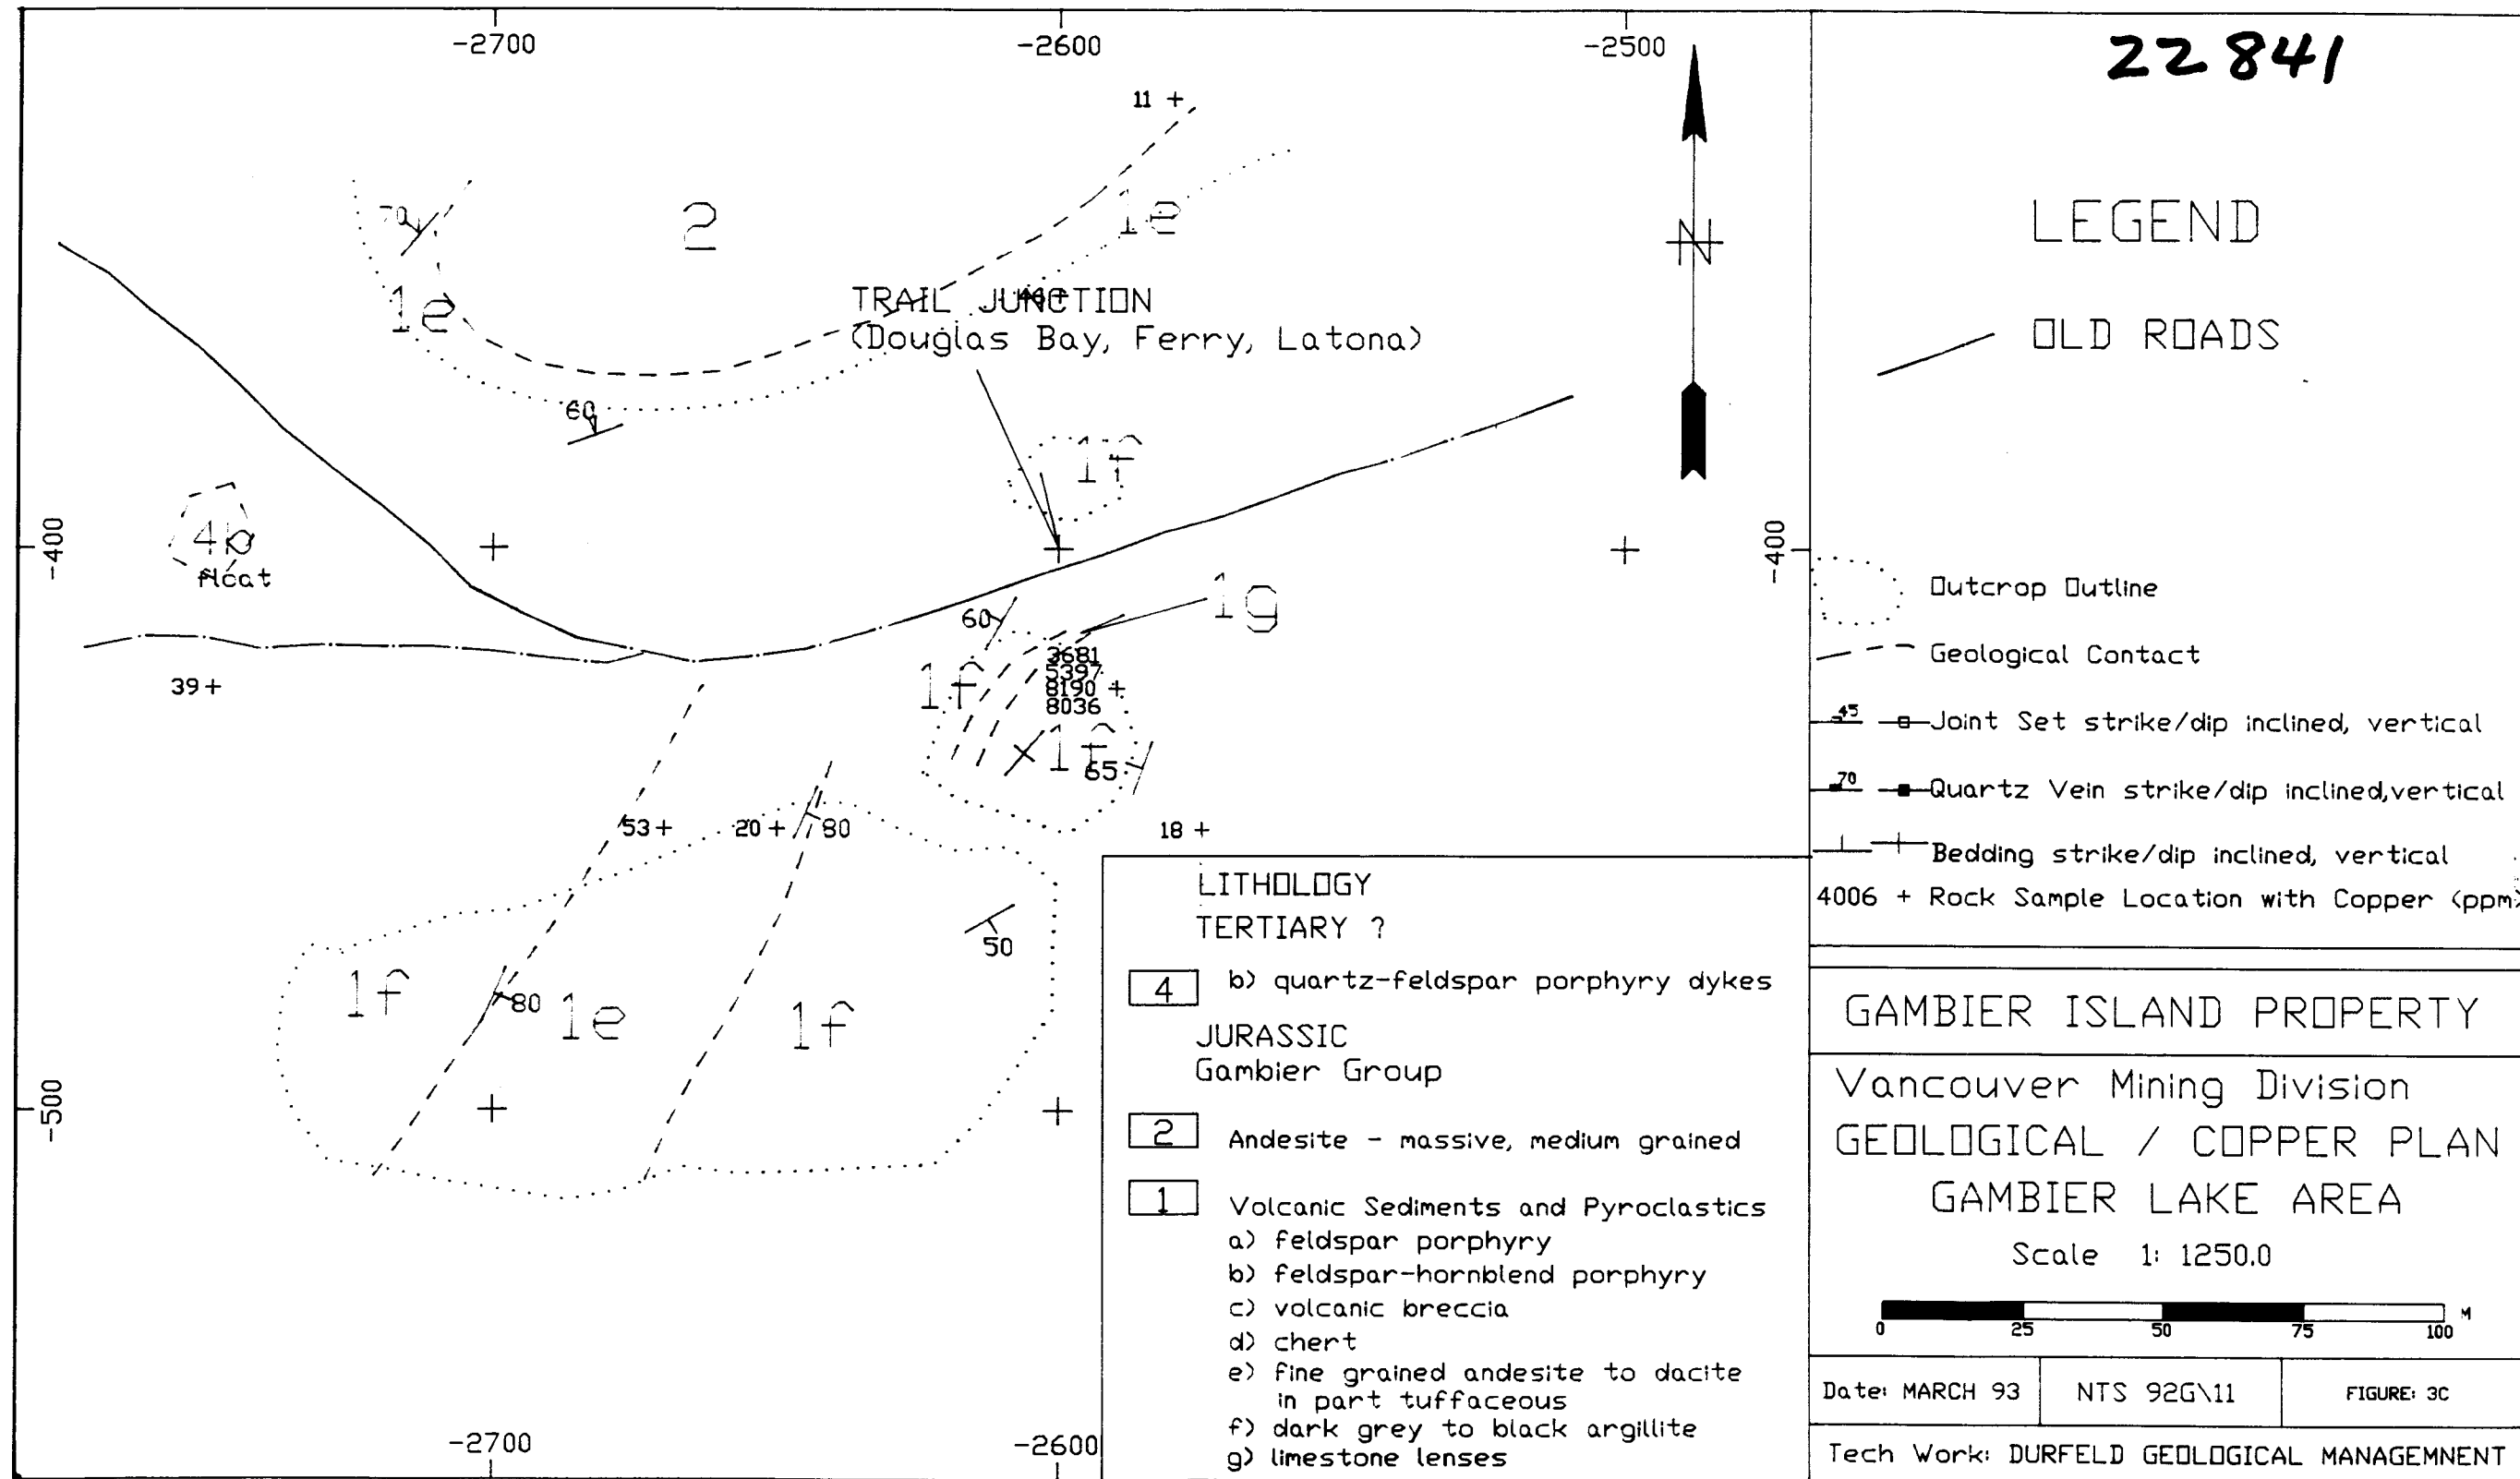 -2700
-2600
-2500
22841
11 +
70
2
1e
LEGEND
N
1e
TRAIL JUNCTION
(Douglas Bay, Ferry, Latona)
OLD ROADS
60
1f
-400
4b
float
-400
1g
60
Outcrop Outline
Geological Contact
39 +
1f
3681
5397
8190 +
8036
45
Joint Set strike/dip inclined, vertical
1f
65
70
Quartz Vein strike/dip inclined,vertical
53 +
20 +
80
18 +
Bedding strike/dip inclined, vertical
4006 + Rock Sample Location with Copper (ppm)
50
1f
80
1e
1f
-500
LITHOLOGY
TERTIARY ?
4 b) quartz-feldspar porphyry dykes
JURASSIC
Gambier Group
2 Andesite - massive, medium grained
1 Volcanic Sediments and Pyroclastics
a) feldspar porphyry
b) feldspar-hornblend porphyry
c) volcanic breccia
d) chert
e) fine grained andesite to dacite
in part tuffaceous
f) dark grey to black argillite
g) limestone lenses
-2700
-2600
GAMBIER ISLAND PROPERTY
Vancouver Mining Division
GEOLOGICAL / COPPER PLAN
GAMBIER LAKE AREA
Scale 1: 1250.0
0 25 50 75 100 M
Date: MARCH 93
NTS 92G\11
FIGURE: 3C
Tech Work: DURFELD GEOLOGICAL MANAGEMNENT